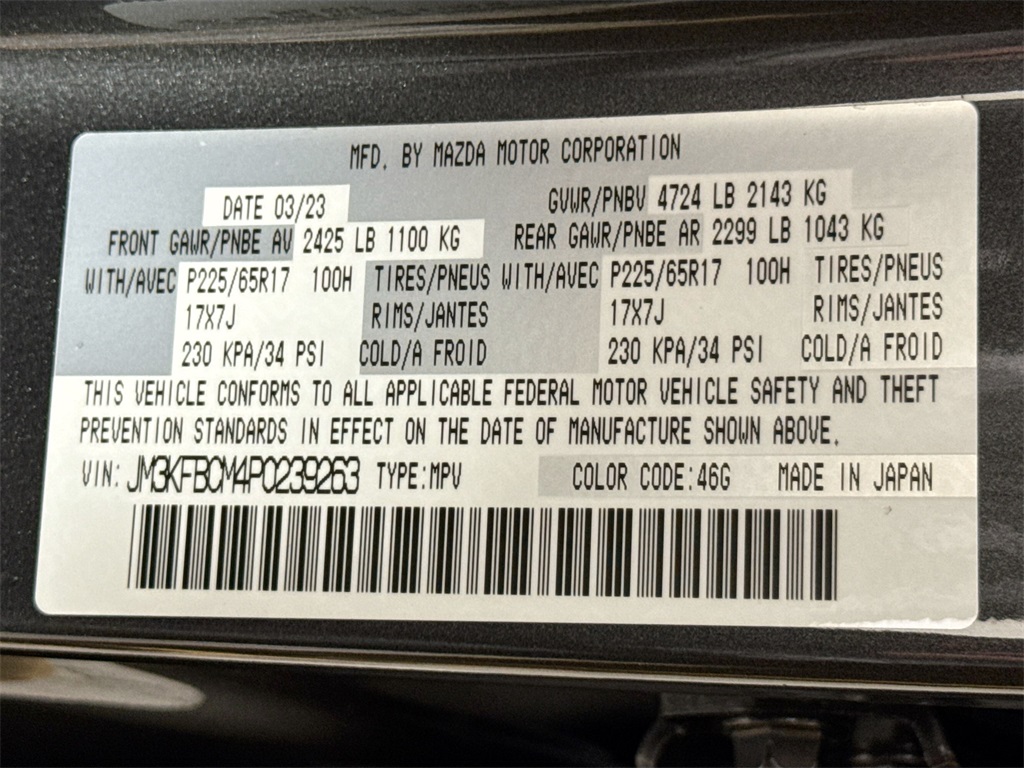 MFD. BY MAZDA MOTOR CORPORATION
DATE 03/23 GVWR/PNBV 4724 LB 2143 KG
FRONT GAWR/PNBE AV 2425 LB 1100 KG REAR GAWR/PNBE AR 2299 LB 1043 KG
WITH/AVEC P225/65R17 100H TIRES/PNEUS WITH/AVEC P225/65R17 100H TIRES/PNEUS
17X7J RIMS/JANTES 17X7J RIMS/JANTES
230 KPA/34 PSI COLD/A FROID 230 KPA/34 PSI COLD/A FROID
THIS VEHICLE CONFORMS TO ALL APPLICABLE FEDERAL MOTOR VEHICLE SAFETY AND THEFT
PREVENTION STANDARDS IN EFFECT ON THE DATE OF MANUFACTURE SHOWN ABOVE.
VIN: JM3KFBCM4P0239263 TYPE:MPV COLOR CODE:46G MADE IN JAPAN